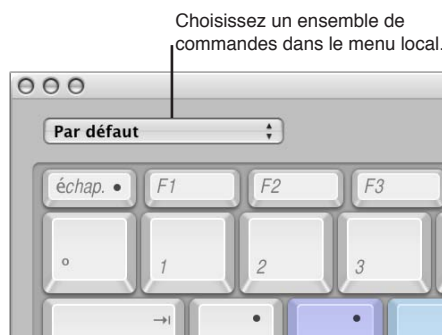 Choisissez un ensemble de
commandes dans le menu local.
Par défaut
échap. F1 F2 F3
° 1 2 3